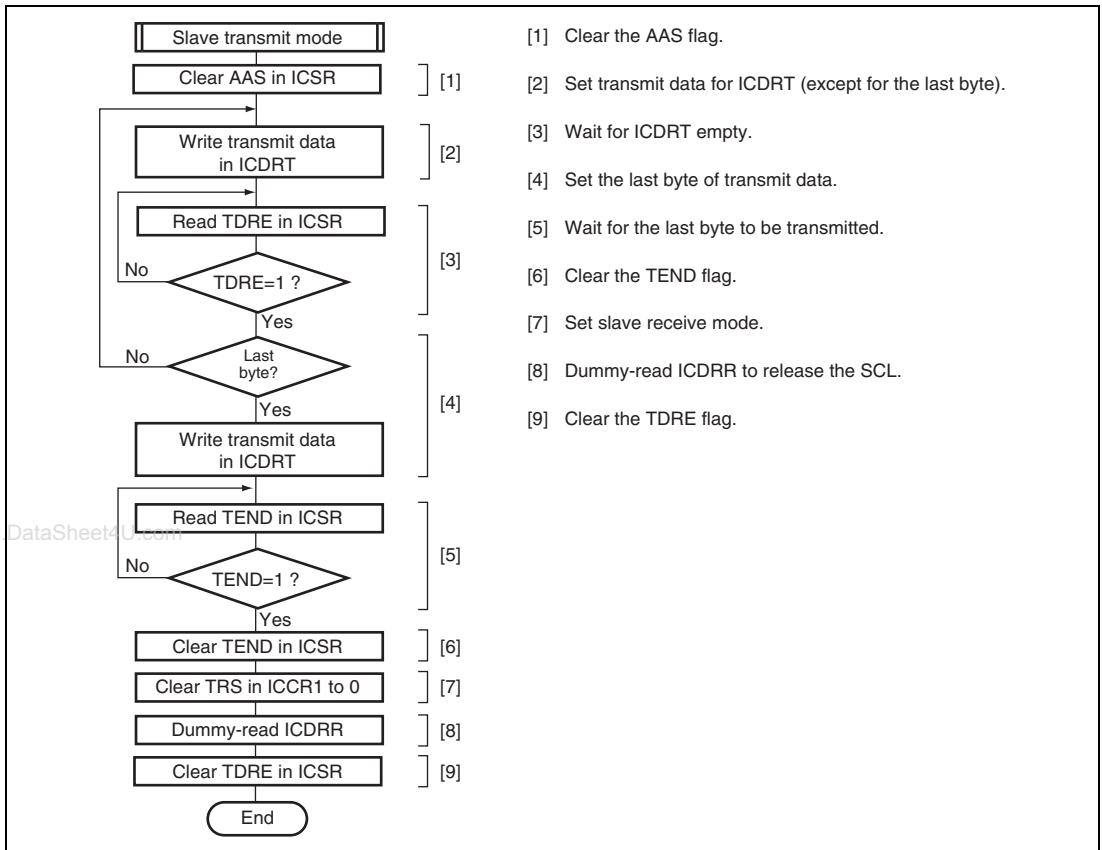 Slave transmit mode
Clear AAS in ICSR
[1]
Write transmit data
in ICDRT
[2]
Read TDRE in ICSR
No
TDRE=1 ?
[3]
Yes
No
Last
byte?
Yes
[4]
Write transmit data
in ICDRT
Read TEND in ICSR
No
TEND=1 ?
[5]
Yes
Clear TEND in ICSR
[6]
Clear TRS in ICCR1 to 0
[7]
Dummy-read ICDRR
[8]
Clear TDRE in ICSR
[9]
End
[1] Clear the AAS flag.
[2] Set transmit data for ICDRT (except for the last byte).
[3] Wait for ICDRT empty.
[4] Set the last byte of transmit data.
[5] Wait for the last byte to be transmitted.
[6] Clear the TEND flag.
[7] Set slave receive mode.
[8] Dummy-read ICDRR to release the SCL.
[9] Clear the TDRE flag.
DataSheet4U.com